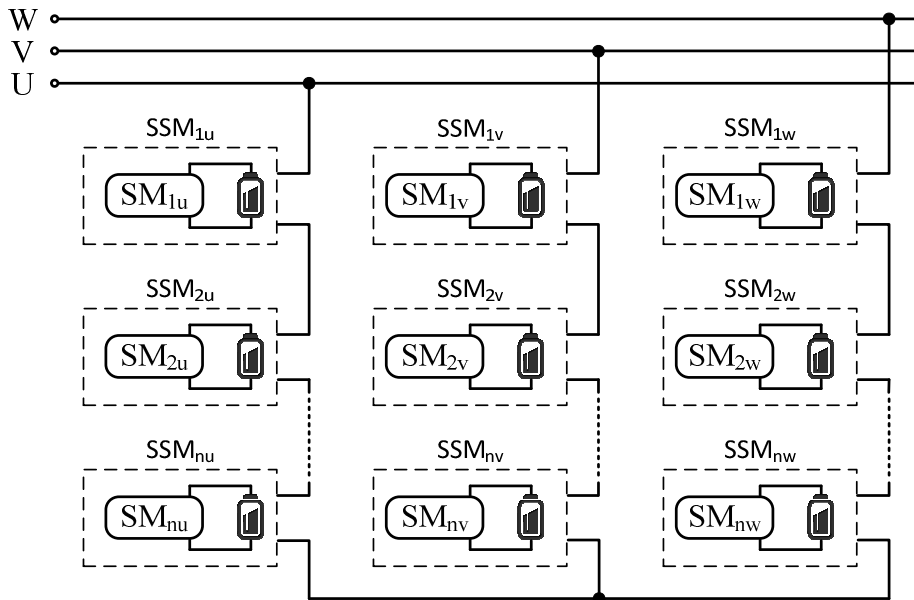 W
V
U
SSM1u SSM1v SSM1w
SM1u SM1v SM1w
SSM2u SSM2v SSM2w
SM2u SM2v SM2w
SSMnu SSMnv SSMnw
SMnu SMnv SMnw